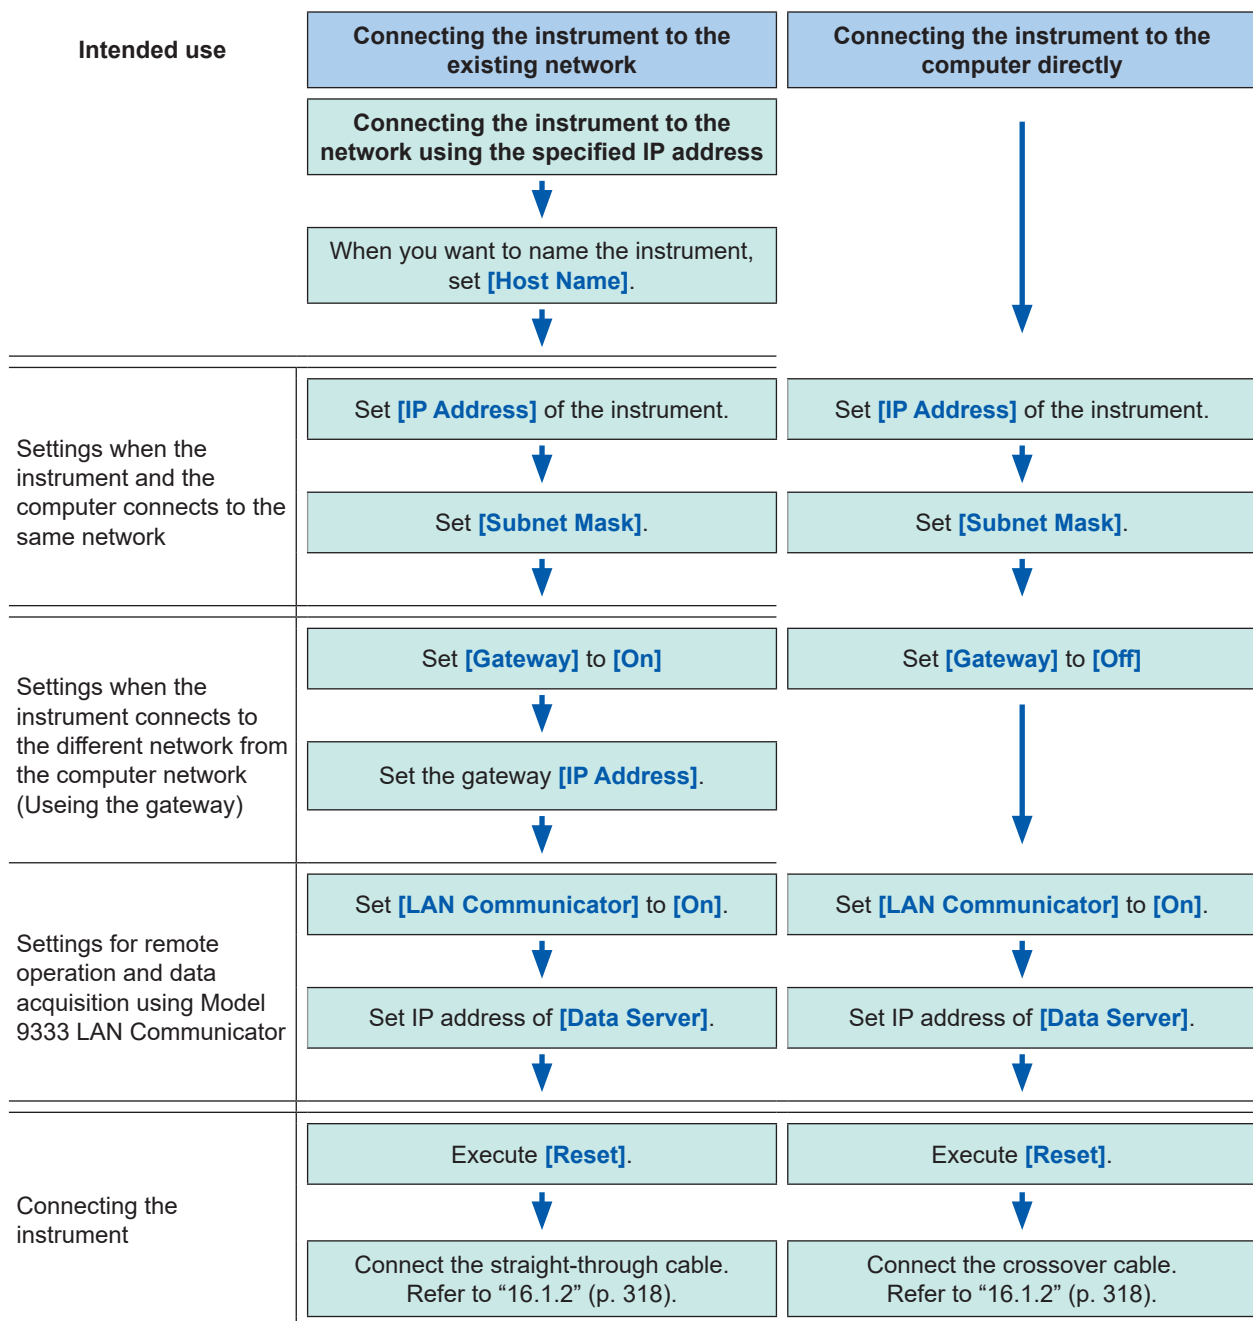 Intended use
Connecting the instrument to the
existing network
Connecting the instrument to the
computer directly
Connecting the instrument to the
network using the specified IP address
When you want to name the instrument,
set [Host Name].
Settings when the
instrument and the
computer connects to the
same network
Set [IP Address] of the instrument.
Set [IP Address] of the instrument.
Set [Subnet Mask].
Set [Subnet Mask].
Settings when the
instrument connects to
the different network from
the computer network
(Useing the gateway)
Set [Gateway] to [On]
Set [Gateway] to [Off]
Set the gateway [IP Address].
Settings for remote
operation and data
acquisition using Model
9333 LAN Communicator
Set [LAN Communicator] to [On].
Set [LAN Communicator] to [On].
Set IP address of [Data Server].
Set IP address of [Data Server].
Connecting the
instrument
Execute [Reset].
Execute [Reset].
Connect the straight-through cable.
Refer to “16.1.2” (p. 318).
Connect the crossover cable.
Refer to “16.1.2” (p. 318).